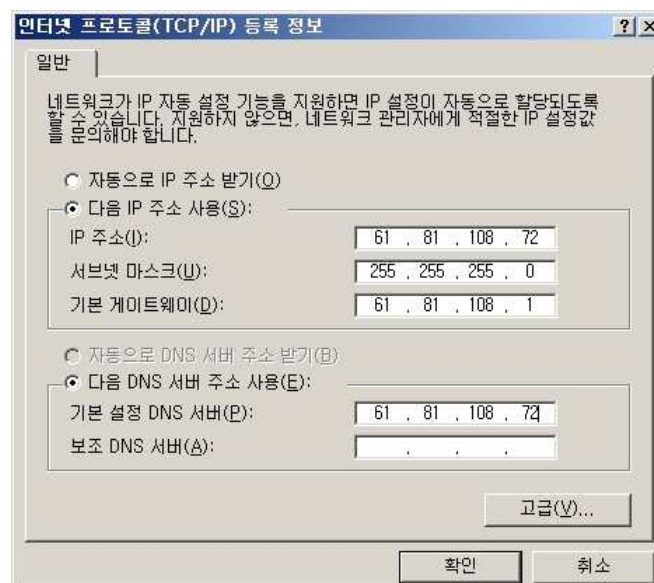 인터넷 프로토콜(TCP/IP) 등록 정보
일반
네트워크가 IP 자동 설정 기능을 지원하면 IP 설정이 자동으로 할당되도록
할 수 있습니다. 지원하지 않으면, 네트워크 관리자에게 적절한 IP 설정값
을 문의해야 합니다.
자동으로 IP 주소 받기(O)
다음 IP 주소 사용(S):
IP 주소(I): 61 . 81 . 108 . 72
서브넷 마스크(U): 255 . 255 . 255 . 0
기본 게이트웨이(D): 61 . 81 . 108 . 1
자동으로 DNS 서버 주소 받기(B)
다음 DNS 서버 주소 사용(E):
기본 설정 DNS 서버(P): 61 . 81 . 108 . 72
보조 DNS 서버(A): . . .
고급(V)...
확인 취소